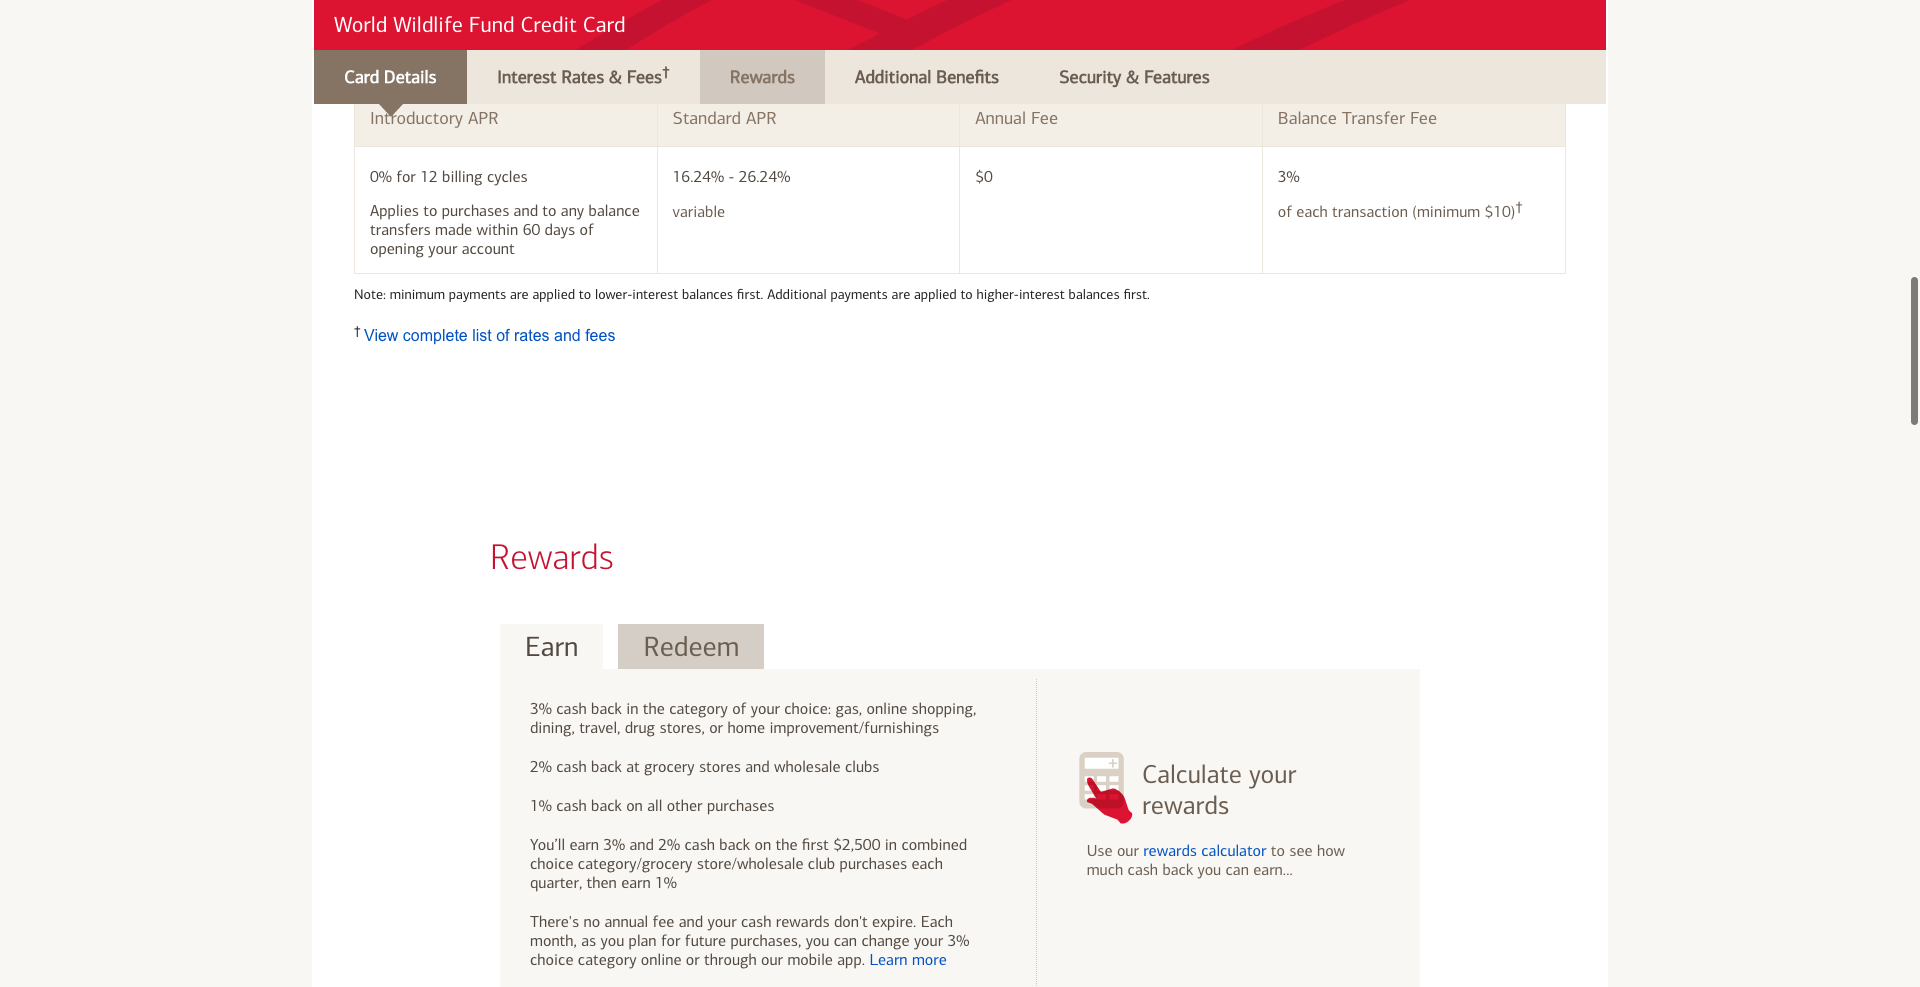 World Wildlife Fund Credit Card
Card Details
Interest Rates & Fees†
Rewards
Additional Benefits
Security & Features
Introductory APR
Standard APR
Annual Fee
Balance Transfer Fee
0% for 12 billing cycles
Applies to purchases and to any balance
transfers made within 60 days of
opening your account
16.24% - 26.24%
variable
$0
3%
of each transaction (minimum $10)†
Note: minimum payments are applied to lower-interest balances first. Additional payments are applied to higher-interest balances first.
† View complete list of rates and fees
Rewards
Earn
Redeem
3% cash back in the category of your choice: gas, online shopping,
dining, travel, drug stores, or home improvement/furnishings
2% cash back at grocery stores and wholesale clubs
1% cash back on all other purchases
You’ll earn 3% and 2% cash back on the first $2,500 in combined
choice category/grocery store/wholesale club purchases each
quarter, then earn 1%
There's no annual fee and your cash rewards don't expire. Each
month, as you plan for future purchases, you can change your 3%
choice category online or through our mobile app. Learn more
Calculate your
rewards
Use our rewards calculator to see how
much cash back you can earn...